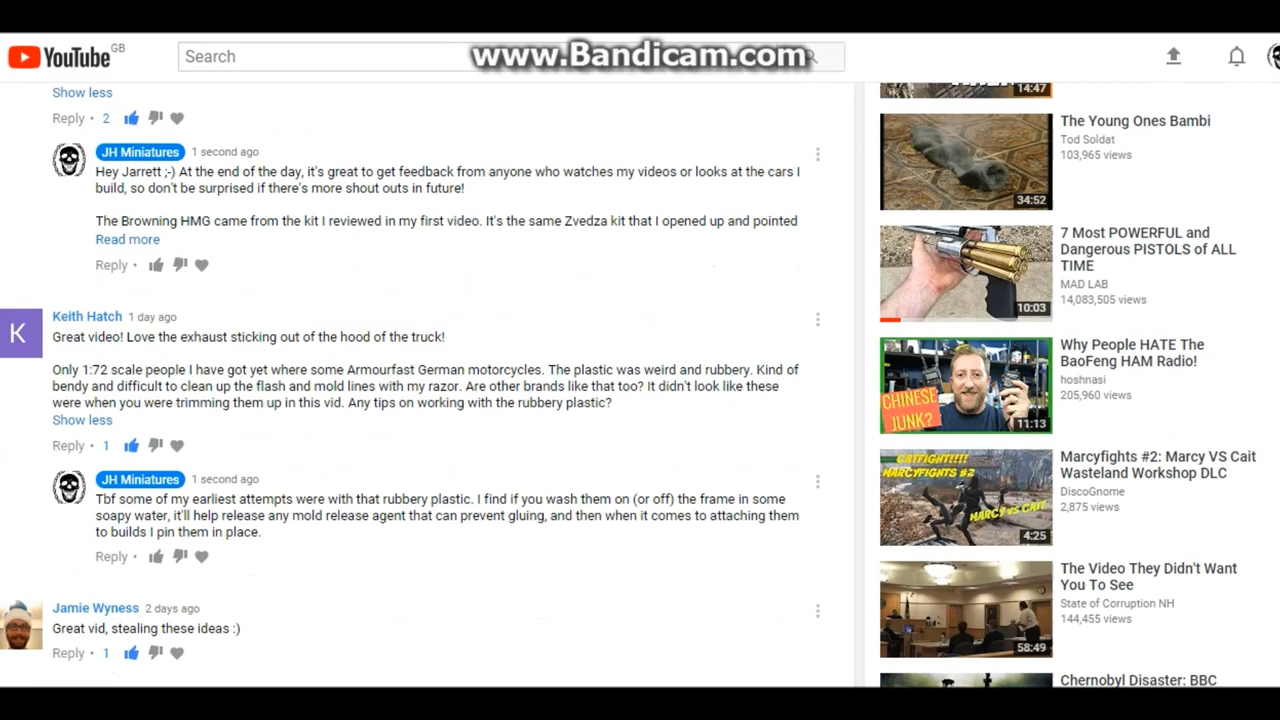 www.Bandicam.com
YouTube GB
Search
Show less
Reply • 2
JH Miniatures 1 second ago
Hey Jarrett ;-) At the end of the day, it's great to get feedback from anyone who watches my videos or looks at the cars I
build, so don't be surprised if there's more shout outs in future!
The Browning HMG came from the kit I reviewed in my first video. It's the same Zvedza kit that I opened up and pointed
Read more
Reply •
K
Keith Hatch 1 day ago
Great video! Love the exhaust sticking out of the hood of the truck!
Only 1:72 scale people I have got yet where some Armourfast German motorcycles. The plastic was weird and rubbery. Kind of
bendy and difficult to clean up the flash and mold lines with my razor. Are other brands like that too? It didn't look like these
were when you were trimming them up in this vid. Any tips on working with the rubbery plastic?
Show less
Reply • 1
JH Miniatures 1 second ago
Tbf some of my earliest attempts were with that rubbery plastic. I find if you wash them on (or off) the frame in some
soapy water, it'll help release any mold release agent that can prevent gluing, and then when it comes to attaching them
to builds I pin them in place.
Reply •
Jamie Wyness 2 days ago
Great vid, stealing these ideas :)
Reply • 1
14:47
The Young Ones Bambi
Tod Soldat
103,965 views
34:52
7 Most POWERFUL and
Dangerous PISTOLS of ALL
TIME
MAD LAB
14,083,505 views
10:03
Why People HATE The
BaoFeng HAM Radio!
hoshnasi
205,960 views
CHINESE
JUNK?
11:13
Marcyfights #2: Marcy VS Cait
Wasteland Workshop DLC
DiscoGnome
2,875 views
CATFIGHT!!!!
MARCYFIGHTS #2
MARCY VS CAIT
4:25
The Video They Didn't Want
You To See
State of Corruption NH
144,455 views
58:49
Chernobyl Disaster: BBC